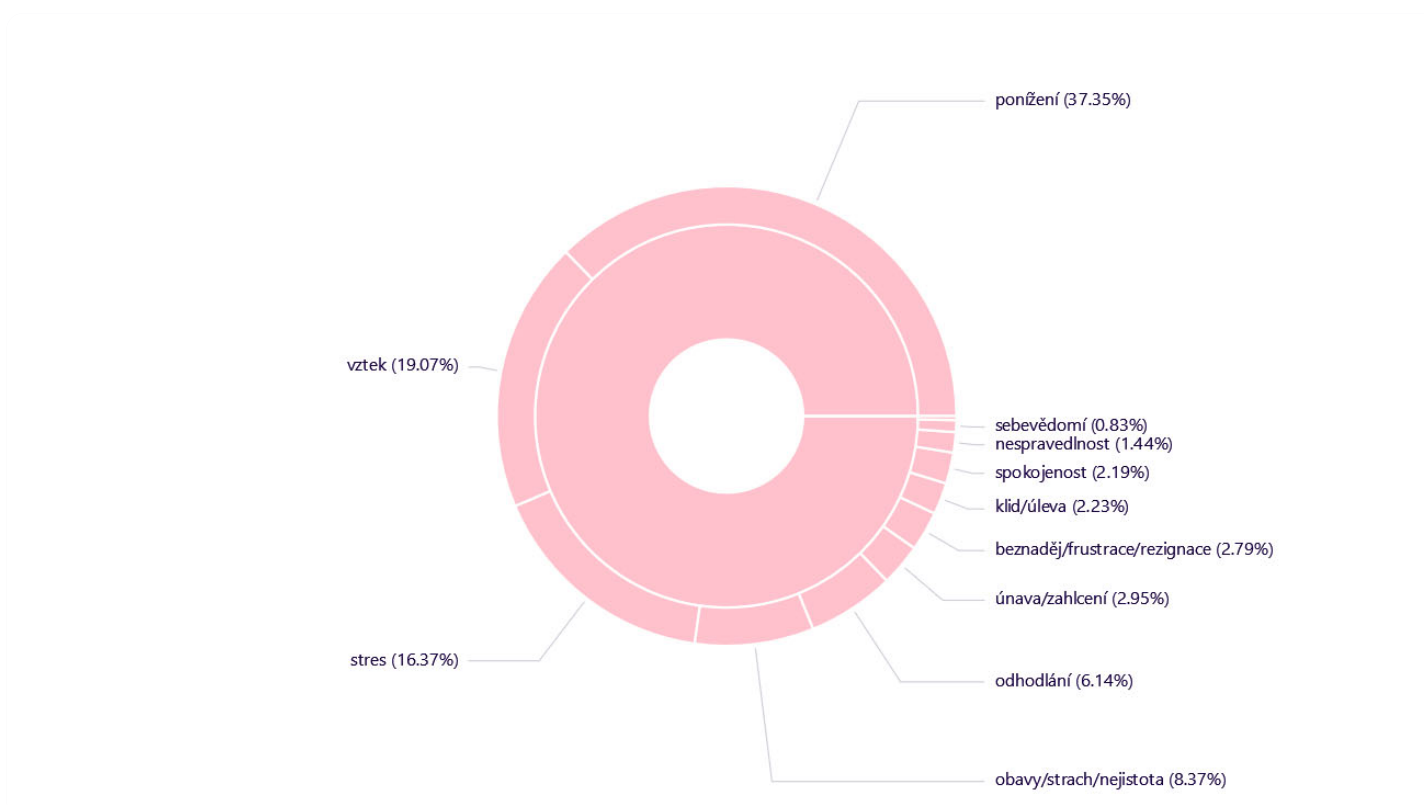 ponížení (37.35%)
vztek (19.07%)
sebevědomí (0.83%)
nespravedlnost (1.44%)
spokojenost (2.19%)
klid/úleva (2.23%)
beznaděj/frustrace/rezignace (2.79%)
únava/zahlcení (2.95%)
stres (16.37%)
odhodlání (6.14%)
obavy/strach/nejistota (8.37%)